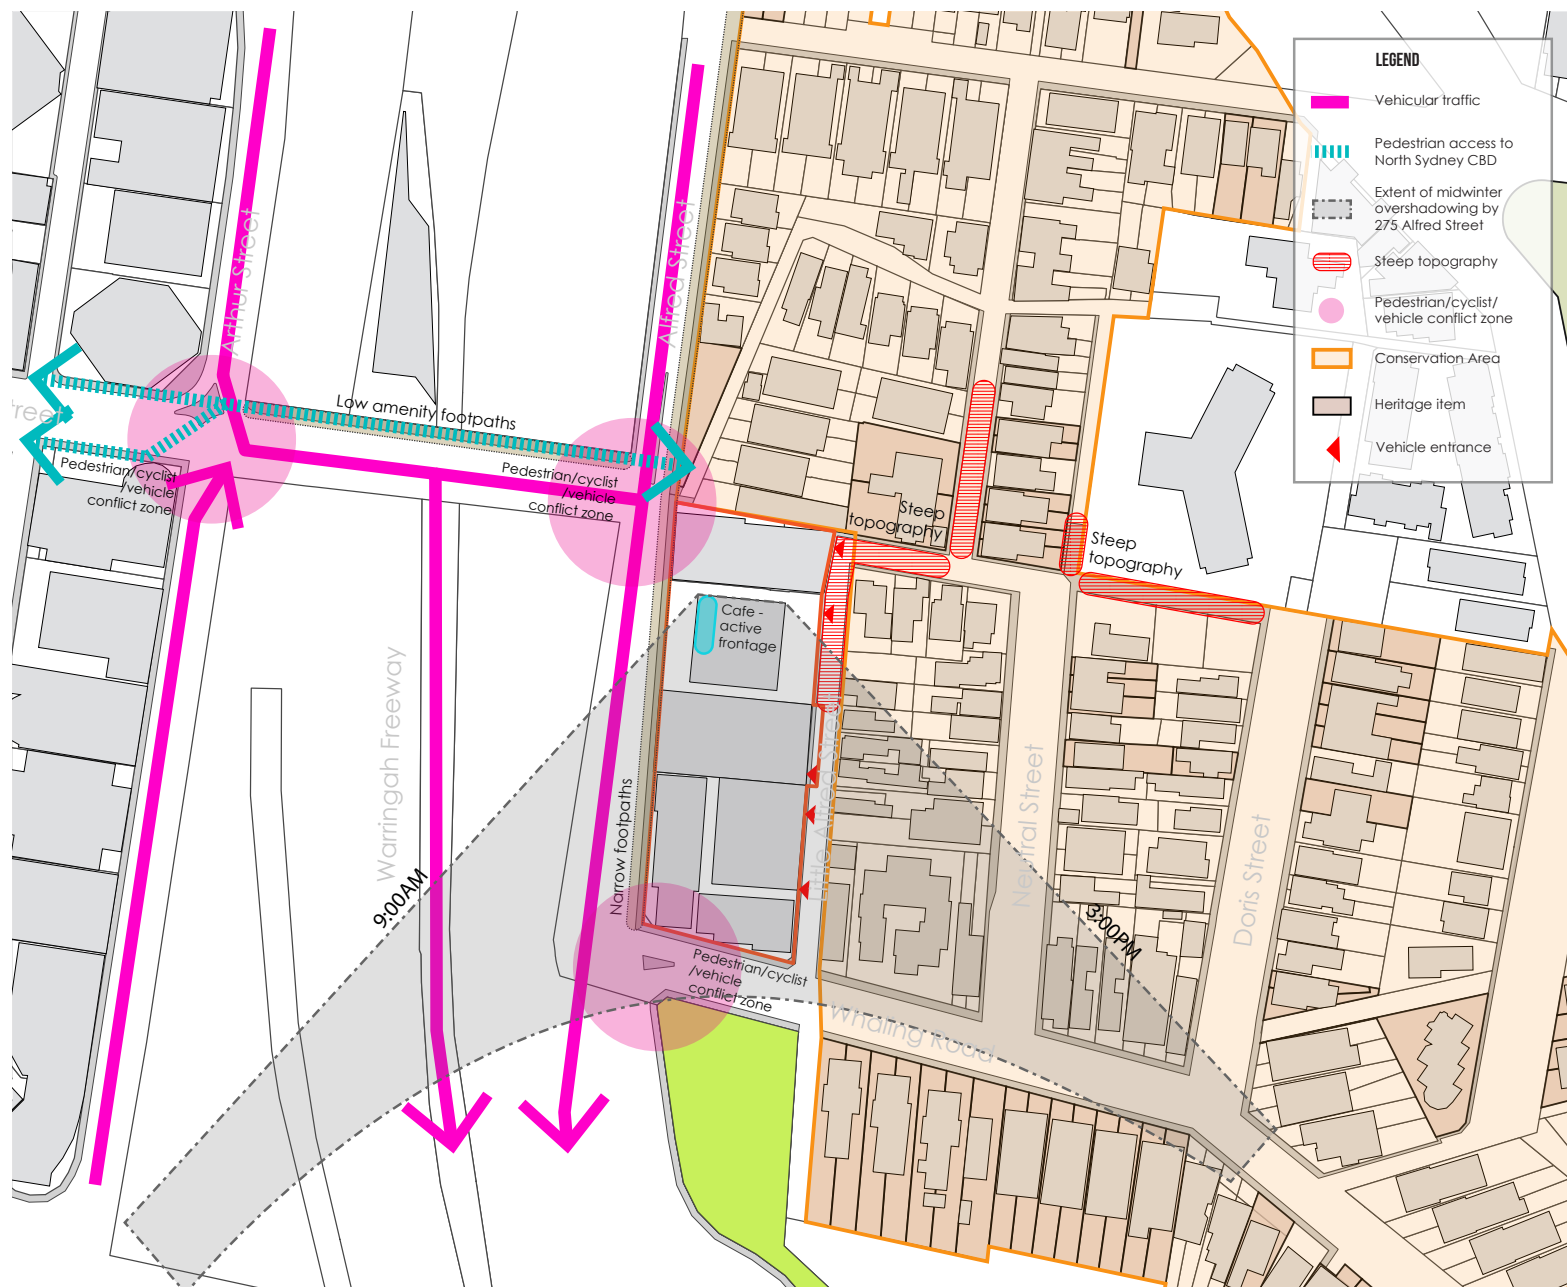 LEGEND
Vehicular traffic
Pedestrian access to
North Sydney CBD
Extent of midwinter
overshadowing by
275 Alfred Street
Steep topography
Pedestrian/cyclist/
vehicle conflict zone
Conservation Area
Heritage item
Vehicle entrance
Arthur Street
Alfred Street
treet
Low amenity footpaths
Pedestrian/cyclist
/vehicle
conflict zone
Pedestrian/cyclist
/vehicle
conflict zone
Steep
topography
Steep
topography
Cafe -
active
frontage
Warringah Freeway
Narrow footpaths
Little Alfred Street
Neutral Street
Doris Street
9:00AM
3:00PM
Pedestrian/cyclist
/vehicle
conflict zone
Whaling Road